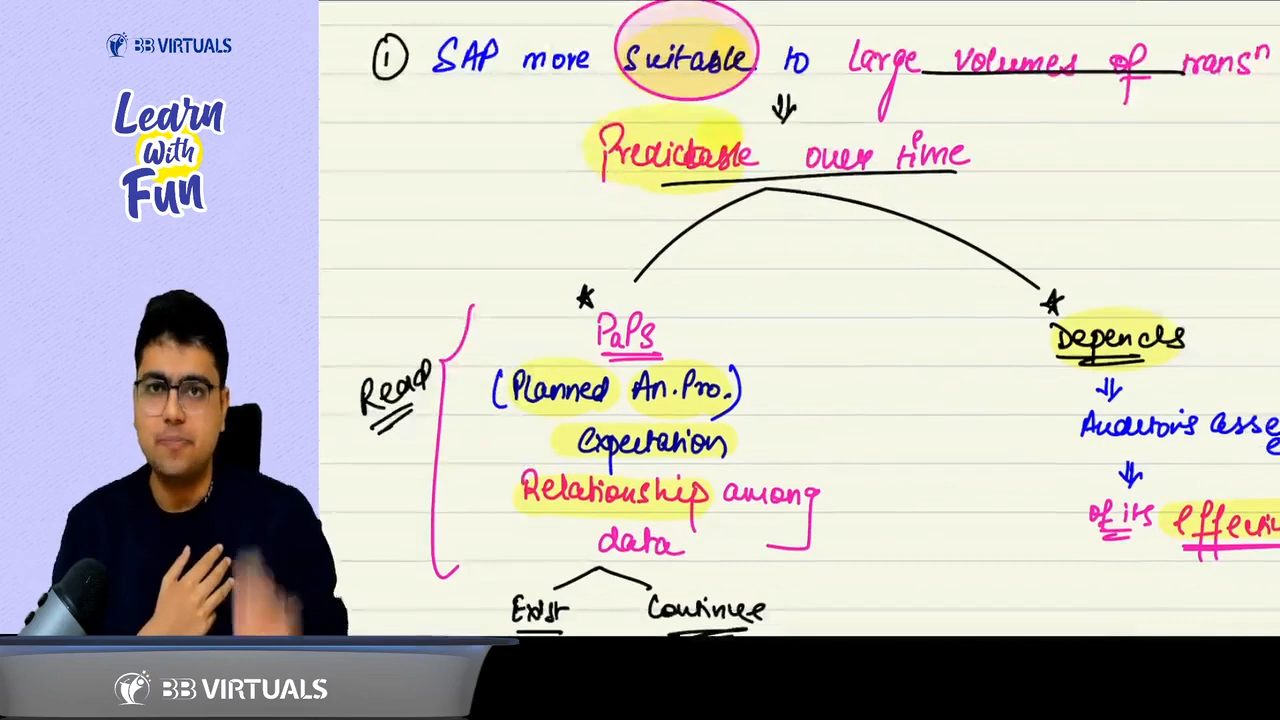 BB VIRTUALS
Learn
With
Fun
① SAP more Suitable to Large volumes of transⁿ
Predictable over time
PaPs
(Planned An. Pro.)
Expectation
Relationship among
data
Exist Continue
Read
Depends
Auditor's asse
of its effecti
BB VIRTUALS